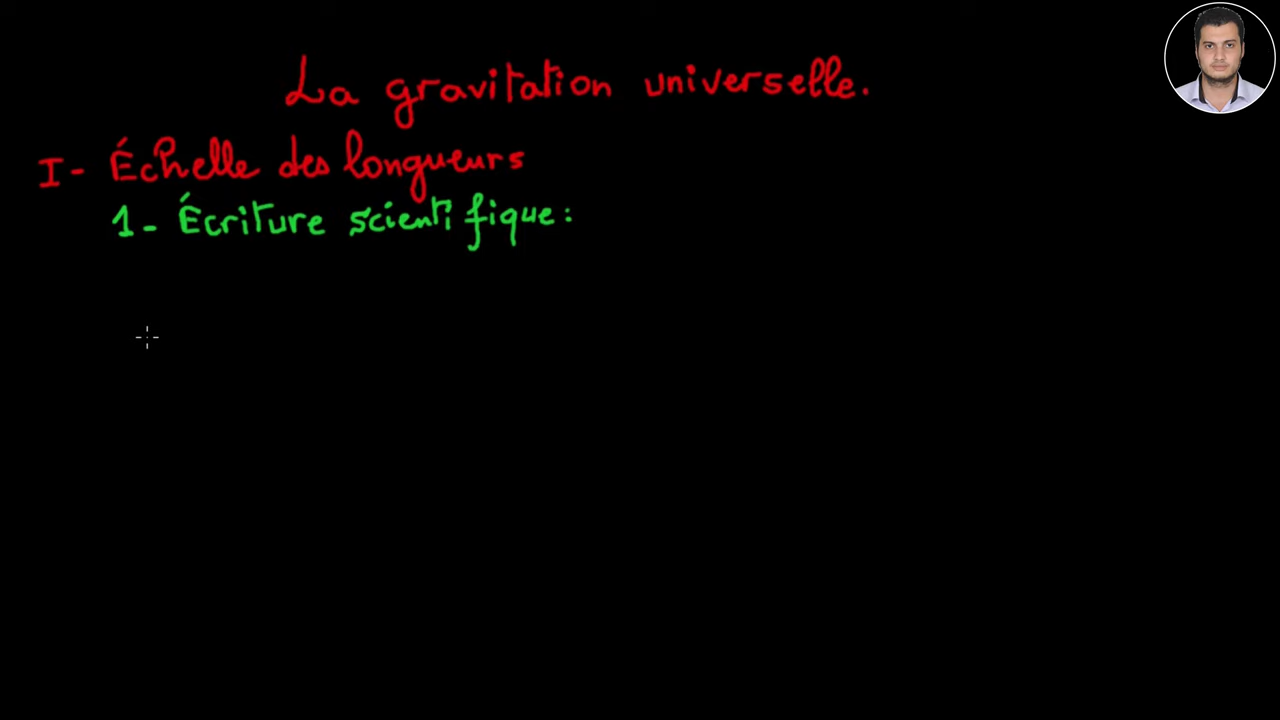 La gravitation universelle.
I- Échelle des longueurs
1- Écriture scientifique :